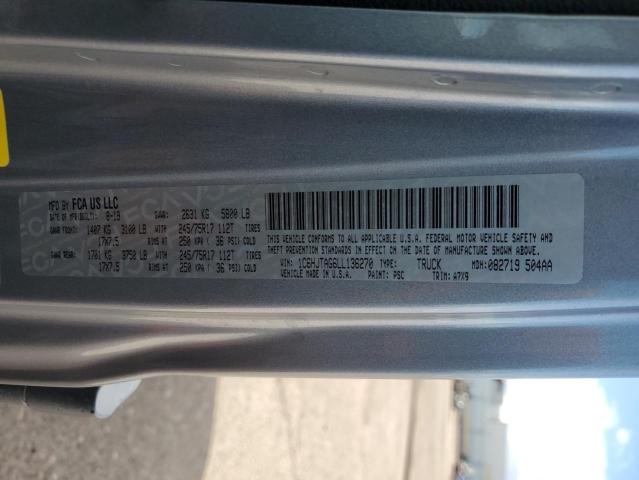 MFD BY FCA US LLC
DATE OF MFR(BUILT): 8-19 GVWR: 2631 KG 5800 LB
GAWR FRONT: 1407 KG 3100 LB WITH 245/75R17 112T TIRES
17X7.5 RIMS AT 250 KPA ( 36 PSI) COLD
GAWR REAR: 1701 KG 3750 LB WITH 245/75R17 112T TIRES
17X7.5 RIMS AT 250 KPA ( 36 PSI) COLD
THIS VEHICLE CONFORMS TO ALL APPLICABLE U.S.A. FEDERAL MOTOR VEHICLE SAFETY AND
THEFT PREVENTION STANDARDS IN EFFECT ON THE DATE OF MANUFACTURE SHOWN ABOVE.
MADE IN U.S.A.
VIN: 1C6HJTAG6LL136270 TYPE: TRUCK MDH: 082719 504AA
PAINT: PSC TRIM: A7X9